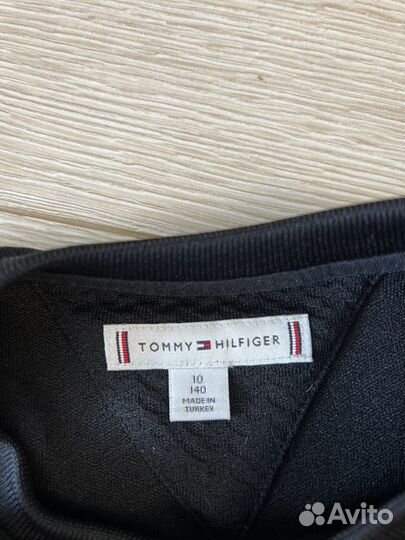 TOMMY HILFIGER
10
140
MADE IN
TURKEY
Avito